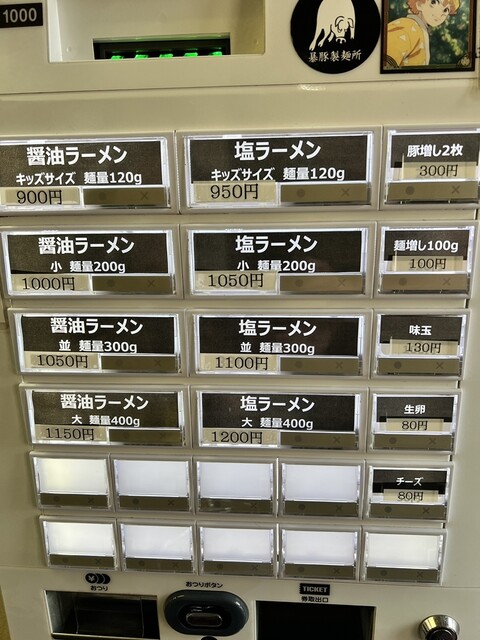 1000
暮豚製麺所
醤油ラーメン
キッズサイズ 麺量120g
900円
塩ラーメン
キッズサイズ 麺量120g
950円
豚増し2枚
300円
醤油ラーメン
小 麺量200g
1000円
塩ラーメン
小 麺量200g
1050円
麺増し100g
100円
醤油ラーメン
並 麺量300g
1050円
塩ラーメン
並 麺量300g
1100円
味玉
130円
醤油ラーメン
大 麺量400g
1150円
塩ラーメン
大 麺量400g
1200円
生卵
80円
チーズ
80円
おつり
おつりボタン
TICKET
券取出口